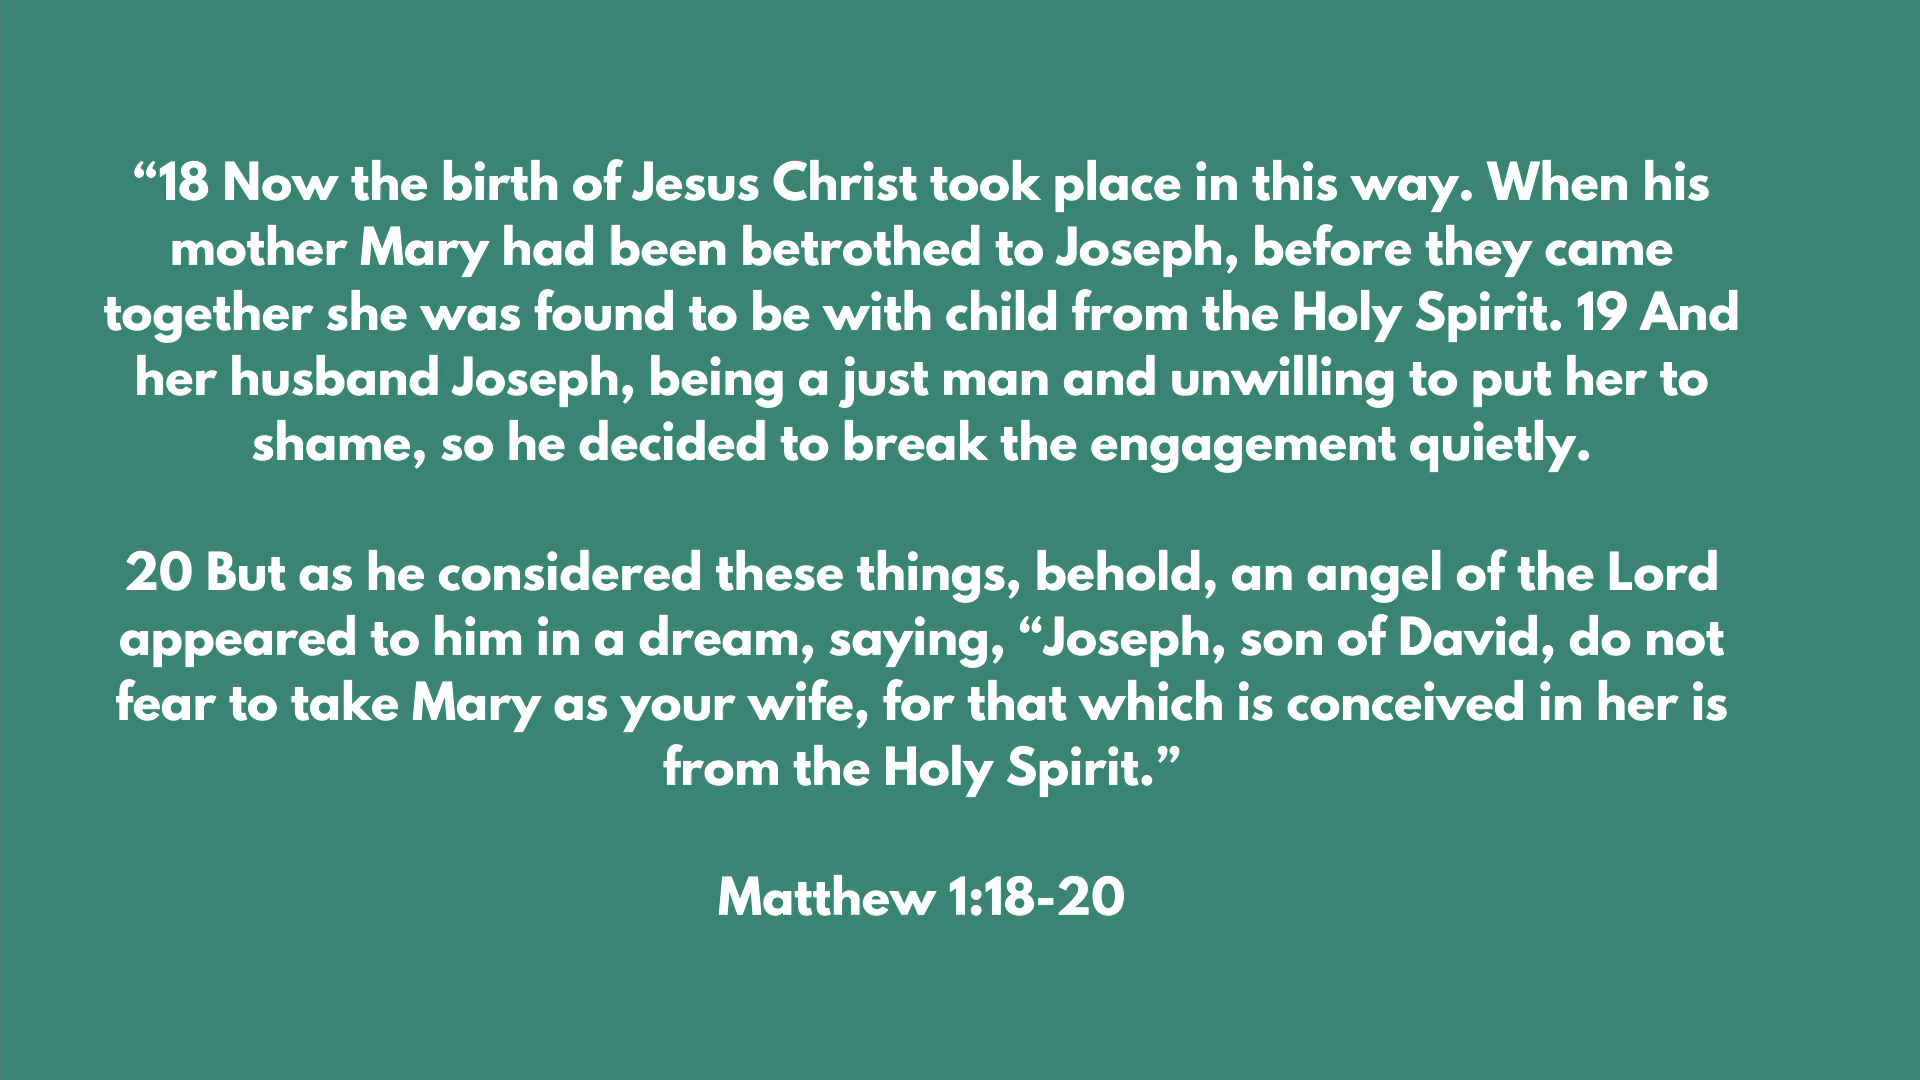 “18 Now the birth of Jesus Christ took place in this way. When his
mother Mary had been betrothed to Joseph, before they came
together she was found to be with child from the Holy Spirit. 19 And
her husband Joseph, being a just man and unwilling to put her to
shame, so he decided to break the engagement quietly.
20 But as he considered these things, behold, an angel of the Lord
appeared to him in a dream, saying, “Joseph, son of David, do not
fear to take Mary as your wife, for that which is conceived in her is
from the Holy Spirit.”
Matthew 1:18-20